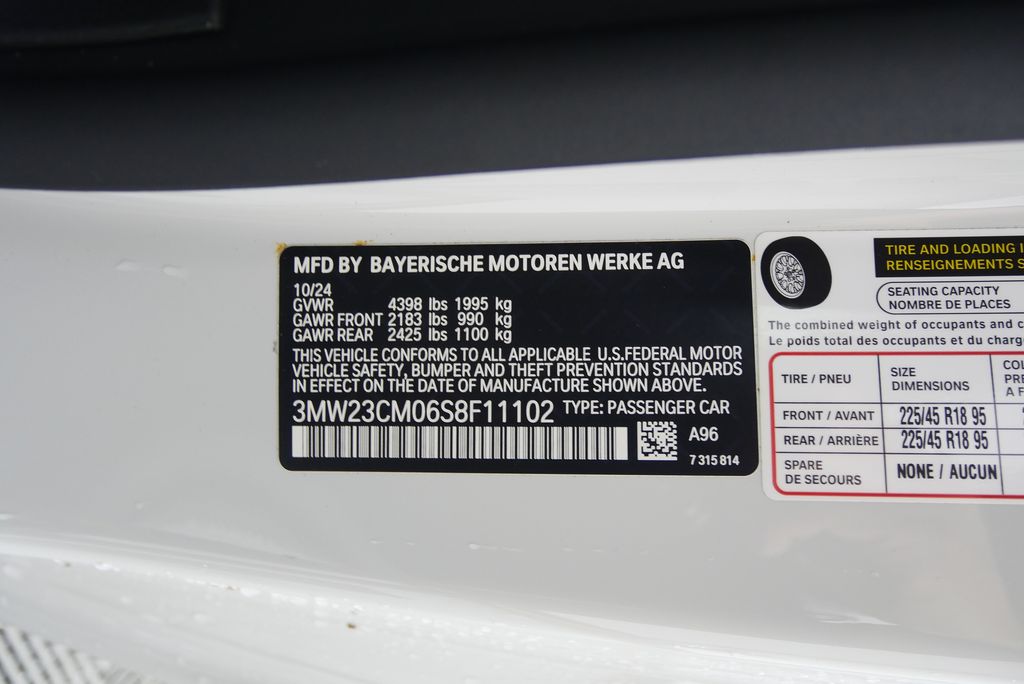 MFD BY BAYERISCHE MOTOREN WERKE AG
10/24
GVWR 4398 lbs 1995 kg
GAWR FRONT 2183 lbs 990 kg
GAWR REAR 2425 lbs 1100 kg
THIS VEHICLE CONFORMS TO ALL APPLICABLE U.S.FEDERAL MOTOR
VEHICLE SAFETY, BUMPER AND THEFT PREVENTION STANDARDS
IN EFFECT ON THE DATE OF MANUFACTURE SHOWN ABOVE.
3MW23CM06S8F11102 TYPE: PASSENGER CAR
A96
7 315 814
TIRE AND LOADING
RENSEIGNEMENTS
SEATING CAPACITY
NOMBRE DE PLACES
The combined weight of occupants and
Le poids total des occupants et du
TIRE / PNEU
SIZE
DIMENSIONS
FRONT / AVANT 225/45 R18 95
REAR / ARRIÈRE 225/45 R18 95
SPARE
DE SECOURS
NONE / AUCUN